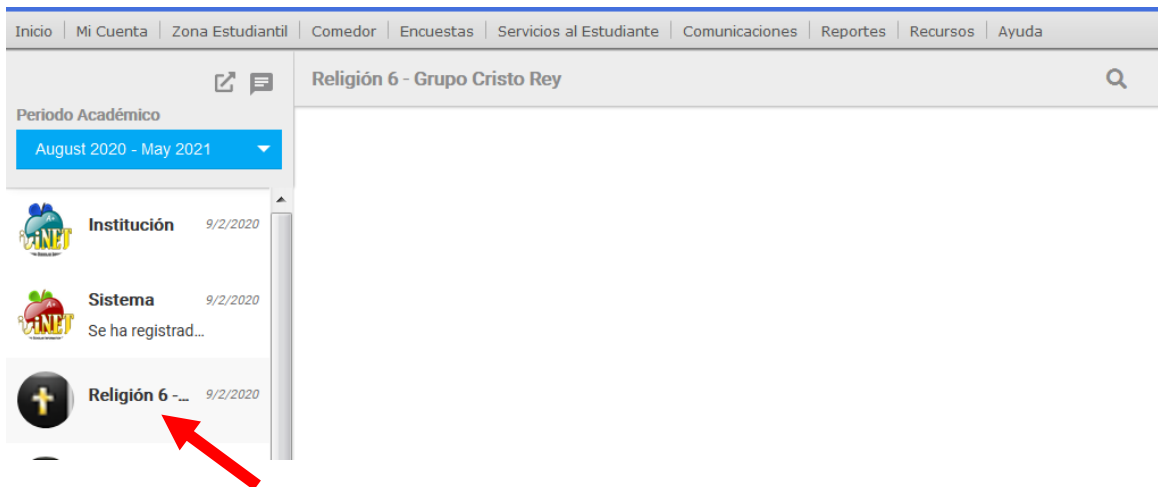 Inicio Mi Cuenta Zona Estudiantil Comedor Encuestas Servicios al Estudiante Comunicaciones Reportes Recursos Ayuda
Religión 6 - Grupo Cristo Rey
Periodo Académico
August 2020 - May 2021
Institución 9/2/2020
iNET
Sistema 9/2/2020
Se ha registrad...
iNET
Religión 6 -... 9/2/2020